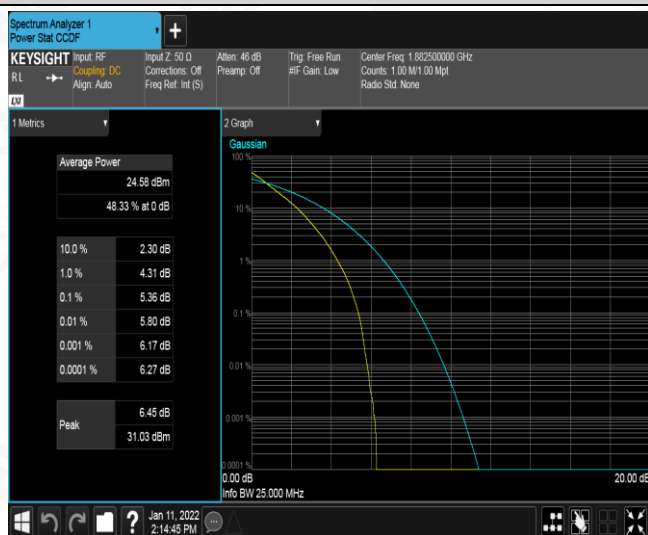 Spectrum Analyzer 1
Power Stat CCDF
KEYSIGHT
RL
LXI
Input: RF
Coupling: DC
Align: Auto
Input Z: 50 Ω
Corrections: Off
Freq Ref: Int (S)
Atten: 46 dB
Preamp: Off
Trig: Free Run
#IF Gain: Low
Center Freq: 1.882500000 GHz
Counts: 1.00 M/1.00 Mpt
Radio Std: None
1 Metrics
Average Power
24.58 dBm
48.33 % at 0 dB
10.0 % 2.30 dB
1.0 % 4.31 dB
0.1 % 5.36 dB
0.01 % 5.80 dB
0.001 % 6.17 dB
0.0001 % 6.27 dB
Peak
6.45 dB
31.03 dBm
2 Graph
Gaussian
100 %
10 %
1 %
0.1 %
0.01 %
0.001 %
0.0001 %
0.00 dB 20.00 dB
Info BW 25.000 MHz
?
Jan 11, 2022
2:14:45 PM